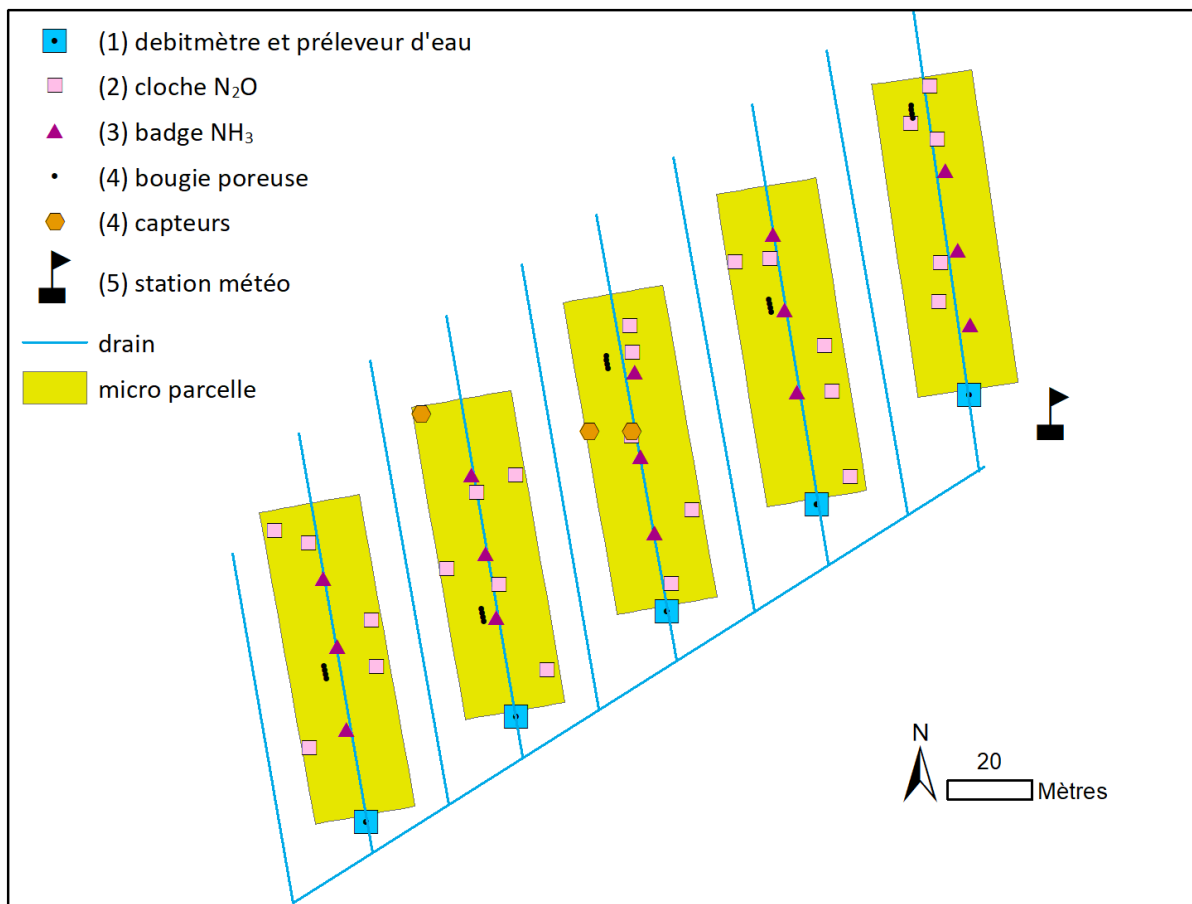 (1) debitmètre et préleveur d'eau
(2) cloche N₂O
(3) badge NH₃
(4) bougie poreuse
(4) capteurs
(5) station météo
drain
micro parcelle
N
20
Mètres